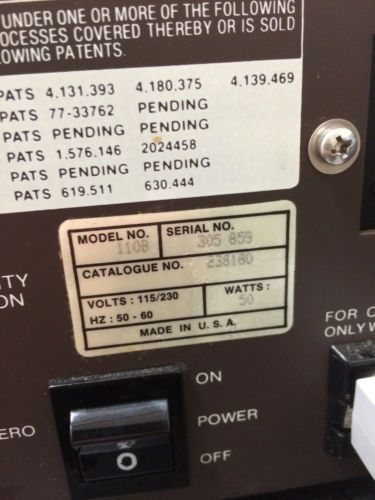 UNDER ONE OR MORE OF THE FOLLOWING
PROCESSES COVERED THEREBY OR IS SOLD
LOWING PATENTS.
PATS 4.131.393 4.180.375 4.139.469
PATS 77-33762 PENDING
PATS PENDING PENDING
PATS 1.576.146 2024458
PATS PENDING PENDING
PATS 619.511 630.444
MODEL NO. SERIAL NO.
110B 305 859
CATALOGUE NO. 238180
VOLTS : 115/230 WATTS :
HZ : 50 - 60 50
MADE IN U.S.A.
ITY
ON
FOR C
ONLY W
ON
ERO POWER
O OFF